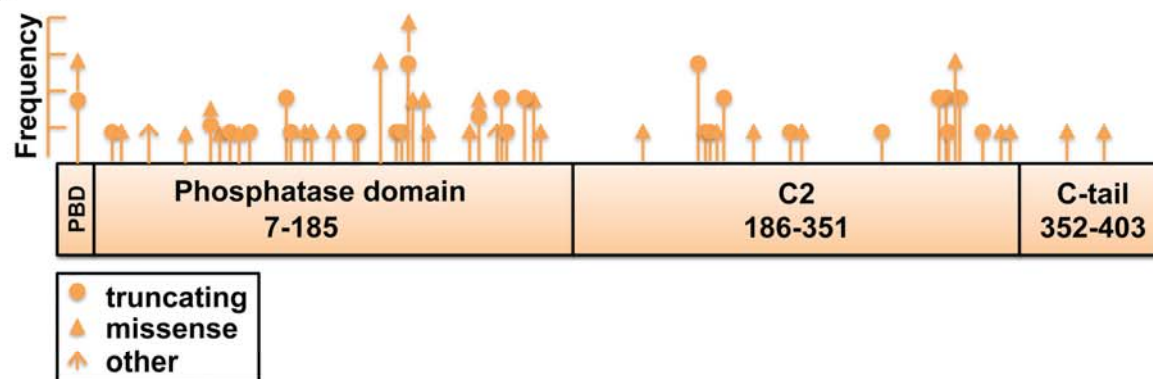 Frequency
PBD
Phosphatase domain
7-185
C2
186-351
C-tail
352-403
truncating
missense
other